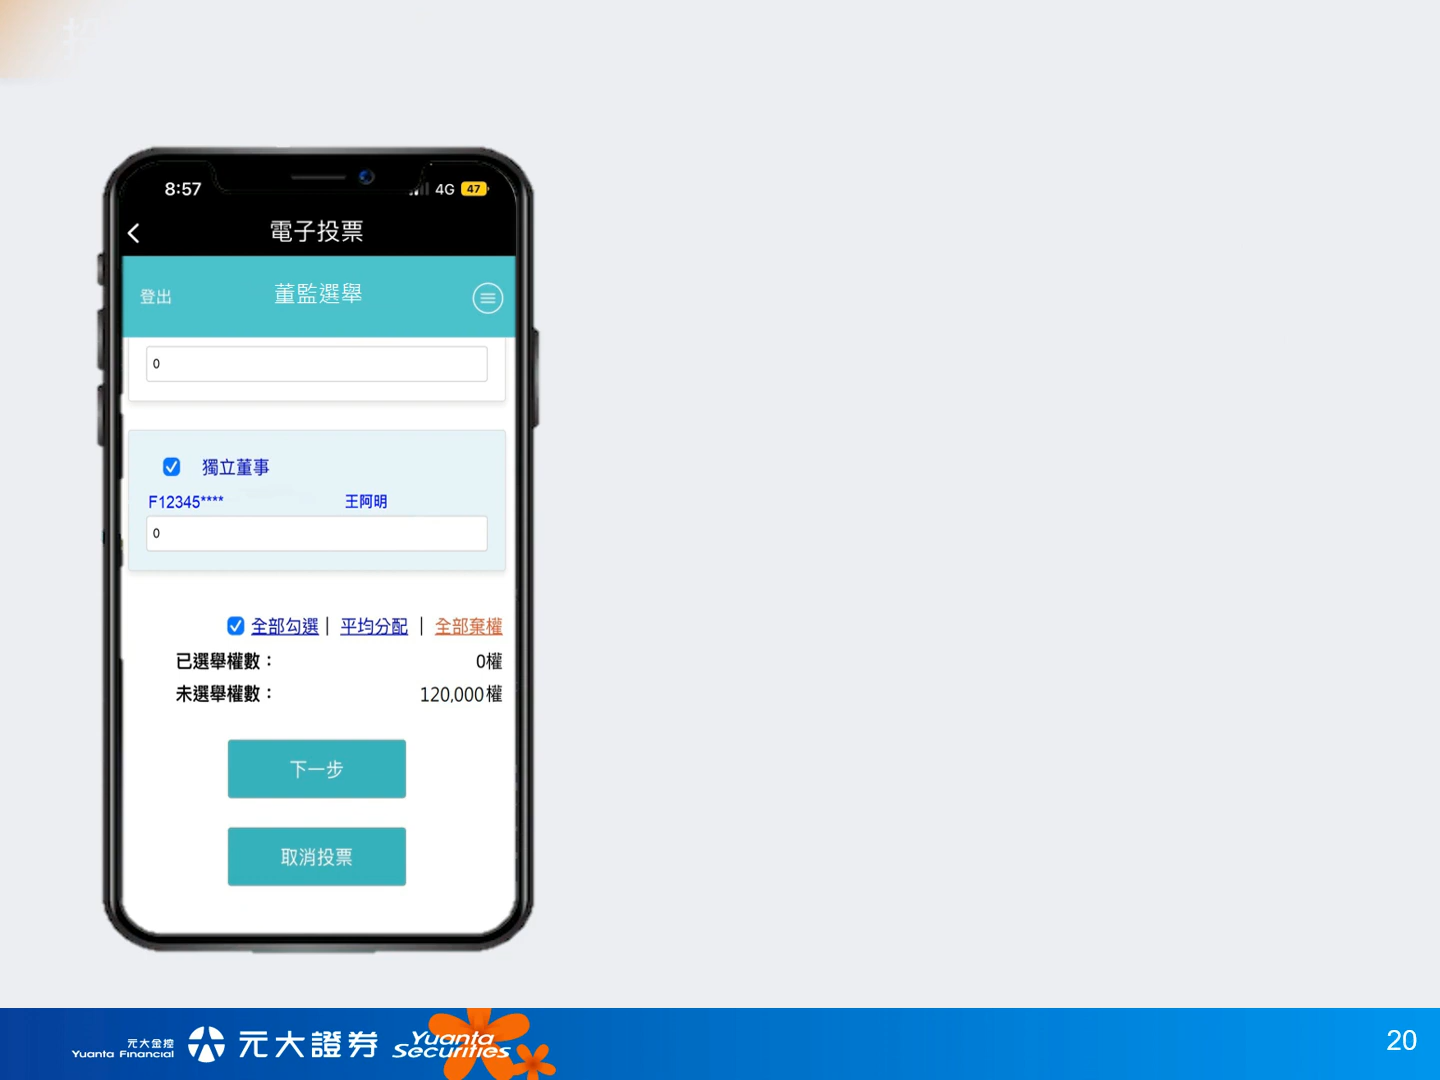 8:57
4G 47
電子投票
登出
董監選舉
0
獨立董事
F12345****
王阿明
0
全部勾選 | 平均分配 | 全部棄權
已選舉權數： 0權
未選舉權數： 120,000權
下一步
取消投票
元大金控
Yuanta Financial
元大證券
Yuanta
Securities
20